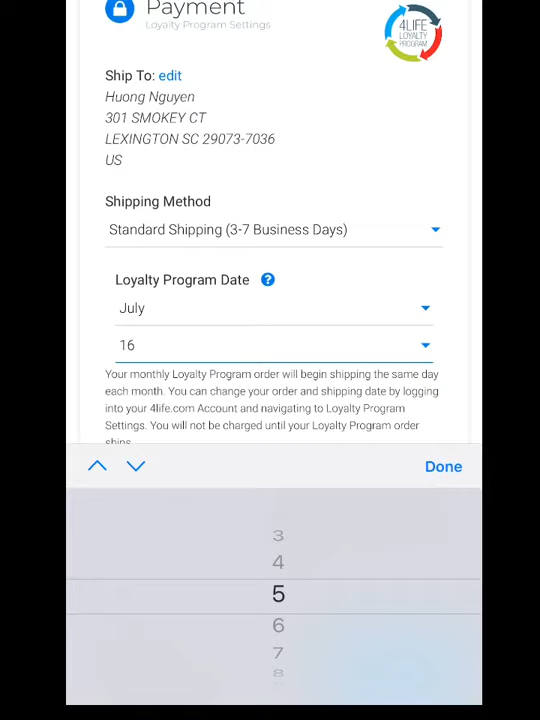 Payment
Loyalty Program Settings
4LIFE
LOYALTY
PROGRAM
Ship To: edit
Huong Nguyen
301 SMOKEY CT
LEXINGTON SC 29073-7036
US
Shipping Method
Standard Shipping (3-7 Business Days)
Loyalty Program Date ?
July
16
Your monthly Loyalty Program order will begin shipping the same day
each month. You can change your order and shipping date by logging
into your 4life.com Account and navigating to Loyalty Program
Settings. You will not be charged until your Loyalty Program order
ships
Done
3
4
5
6
7
8